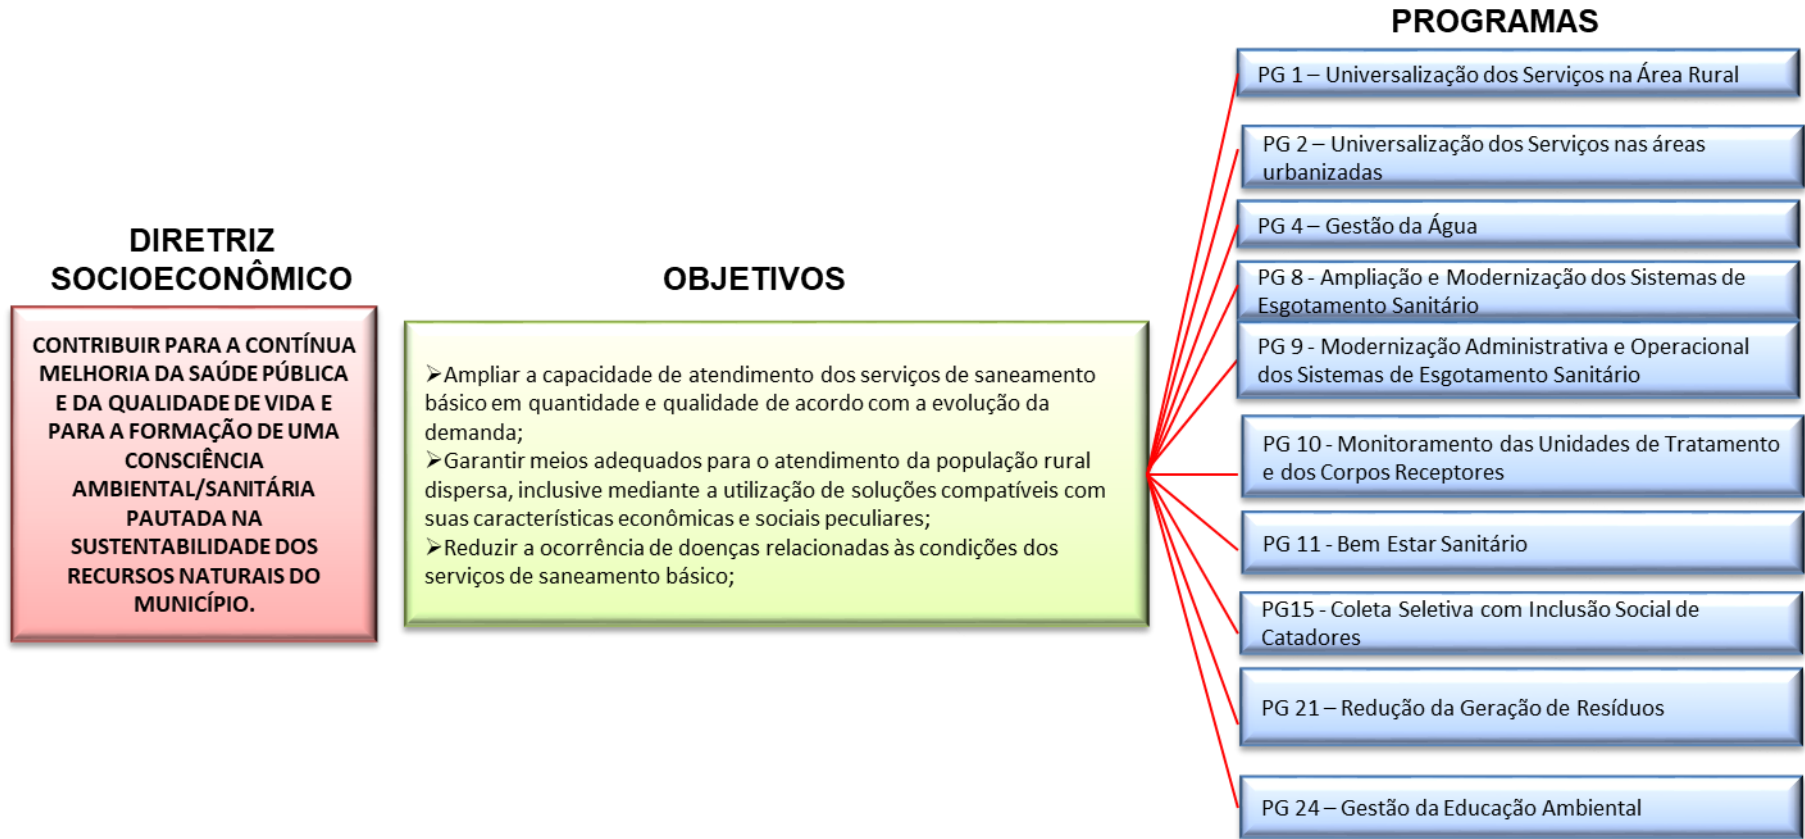 DIRETRIZ
SOCIOECONÔMICO
CONTRIBUIR PARA A CONTÍNUA
MELHORIA DA SAÚDE PÚBLICA
E DA QUALIDADE DE VIDA E
PARA A FORMAÇÃO DE UMA
CONSCIÊNCIA
AMBIENTAL/SANITÁRIA
PAUTADA NA
SUSTENTABILIDADE DOS
RECURSOS NATURAIS DO
MUNICÍPIO.
OBJETIVOS
➢Ampliar a capacidade de atendimento dos serviços de saneamento
básico em quantidade e qualidade de acordo com a evolução da
demanda;
➢Garantir meios adequados para o atendimento da população rural
dispersa, inclusive mediante a utilização de soluções compatíveis com
suas características econômicas e sociais peculiares;
➢Reduzir a ocorrência de doenças relacionadas às condições dos
serviços de saneamento básico;
PROGRAMAS
PG 1 – Universalização dos Serviços na Área Rural
PG 2 – Universalização dos Serviços nas áreas
urbanizadas
PG 4 – Gestão da Água
PG 8 - Ampliação e Modernização dos Sistemas de
Esgotamento Sanitário
PG 9 - Modernização Administrativa e Operacional
dos Sistemas de Esgotamento Sanitário
PG 10 - Monitoramento das Unidades de Tratamento
e dos Corpos Receptores
PG 11 - Bem Estar Sanitário
PG15 - Coleta Seletiva com Inclusão Social de
Catadores
PG 21 – Redução da Geração de Resíduos
PG 24 – Gestão da Educação Ambiental